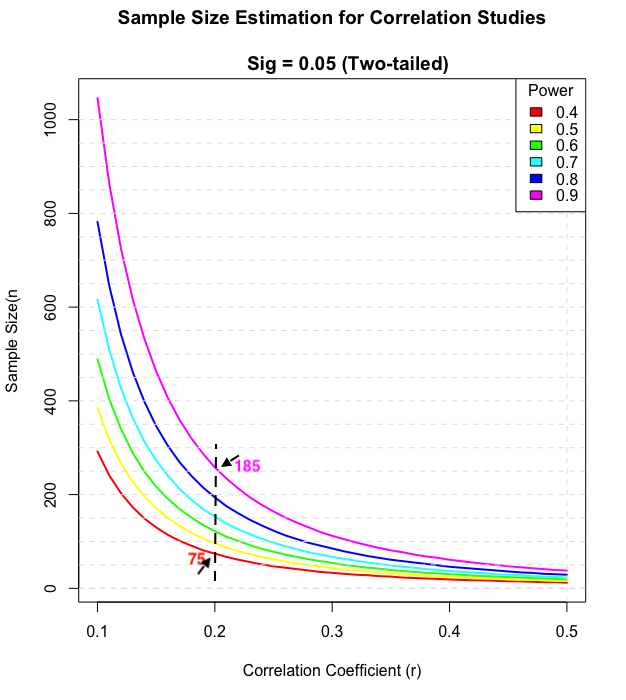 Sample Size Estimation for Correlation Studies
Sig = 0.05 (Two-tailed)
Power
0.4
0.5
0.6
0.7
0.8
0.9
Sample Size(n
1000
800
600
400
200
0
185
75
0.1 0.2 0.3 0.4 0.5
Correlation Coefficient (r)